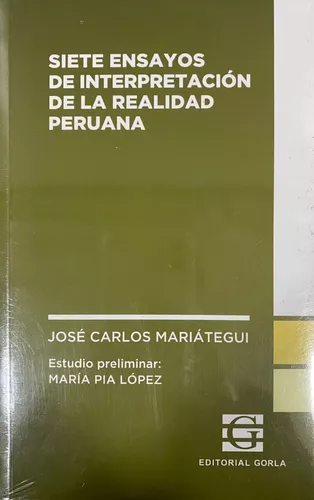 SIETE ENSAYOS
DE INTERPRETACIÓN
DE LA REALIDAD
PERUANA
JOSÉ CARLOS MARIÁTEGUI
Estudio preliminar:
MARÍA PIA LÓPEZ
G
EDITORIAL GORLA